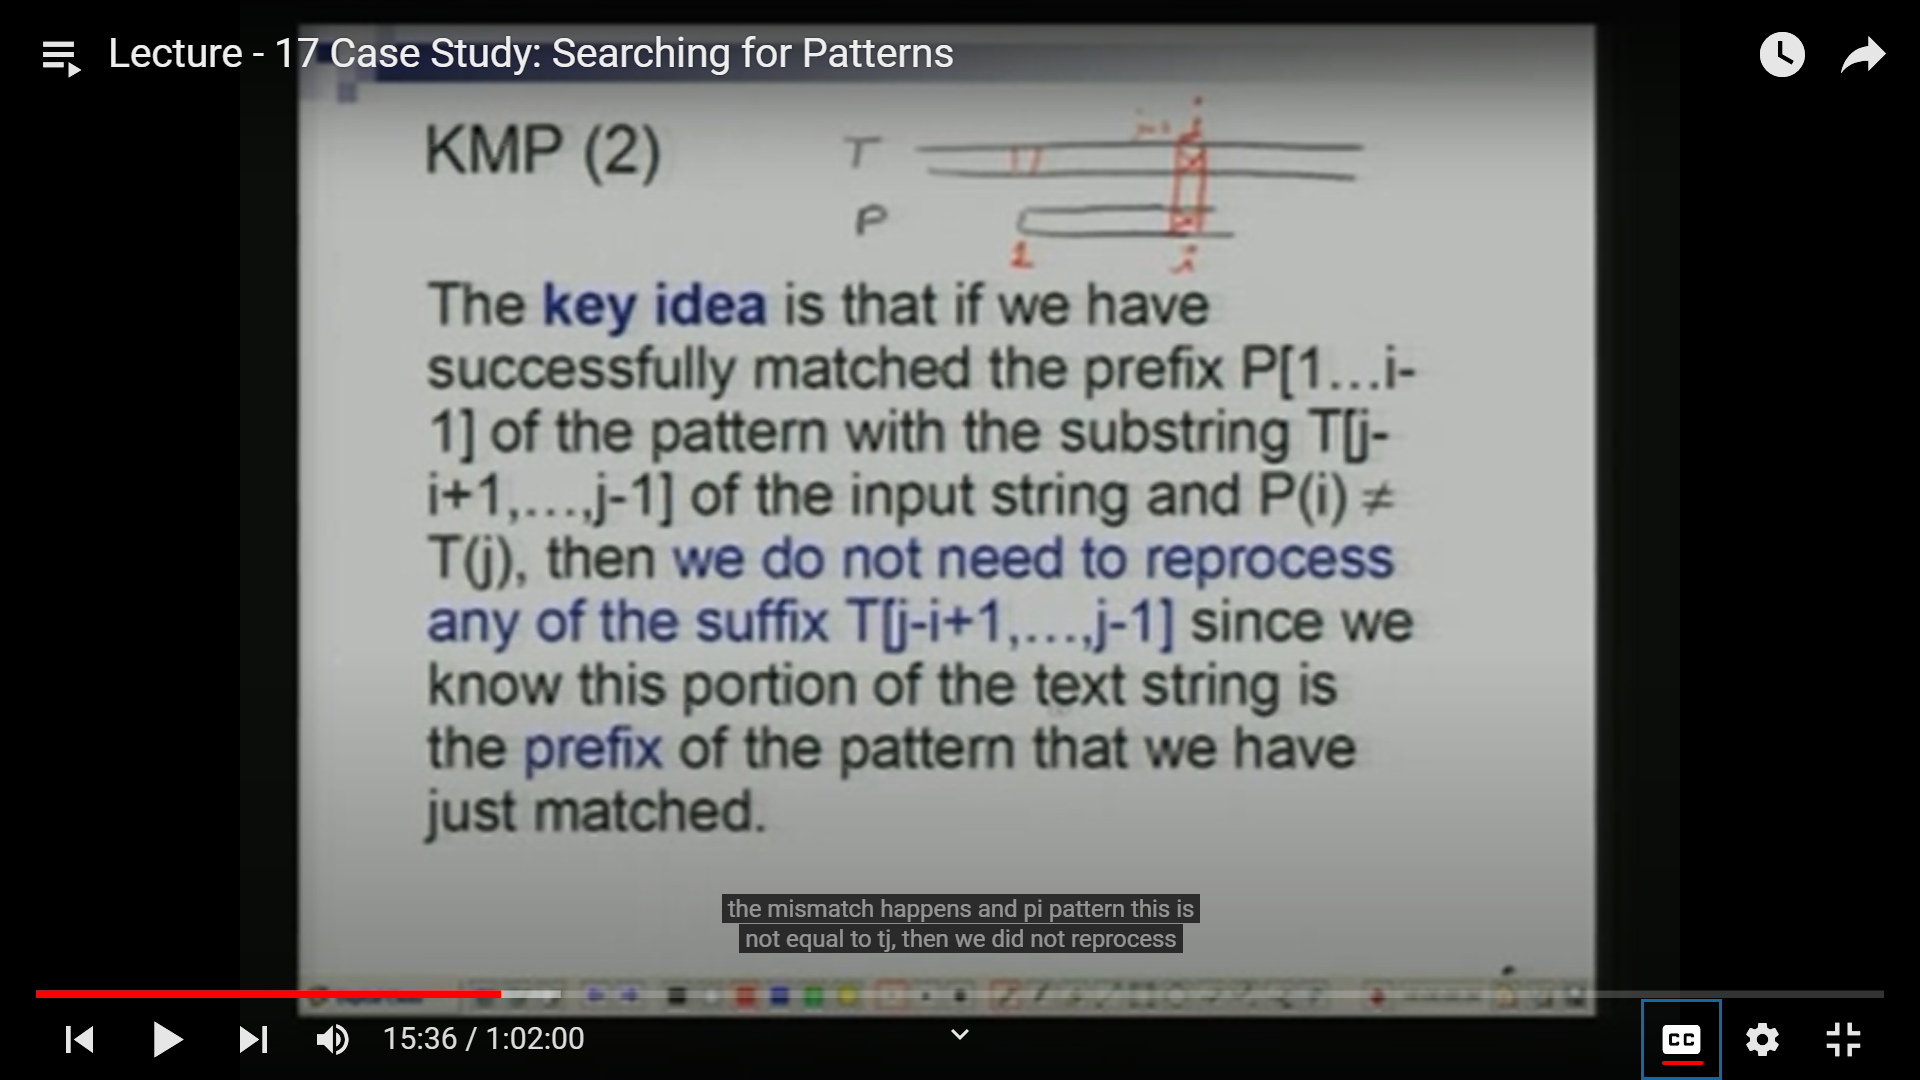 Lecture - 17 Case Study: Searching for Patterns
KMP (2)
T
j
P
1
i
The key idea is that if we have
successfully matched the prefix P[1…i-
1] of the pattern with the substring T[j-
i+1,…,j-1] of the input string and P(i) ≠
T(j), then we do not need to reprocess
any of the suffix T[j-i+1,…,j-1] since we
know this portion of the text string is
the prefix of the pattern that we have
just matched.
the mismatch happens and pi pattern this is
not equal to tj, then we did not reprocess
15:36 / 1:02:00
CC